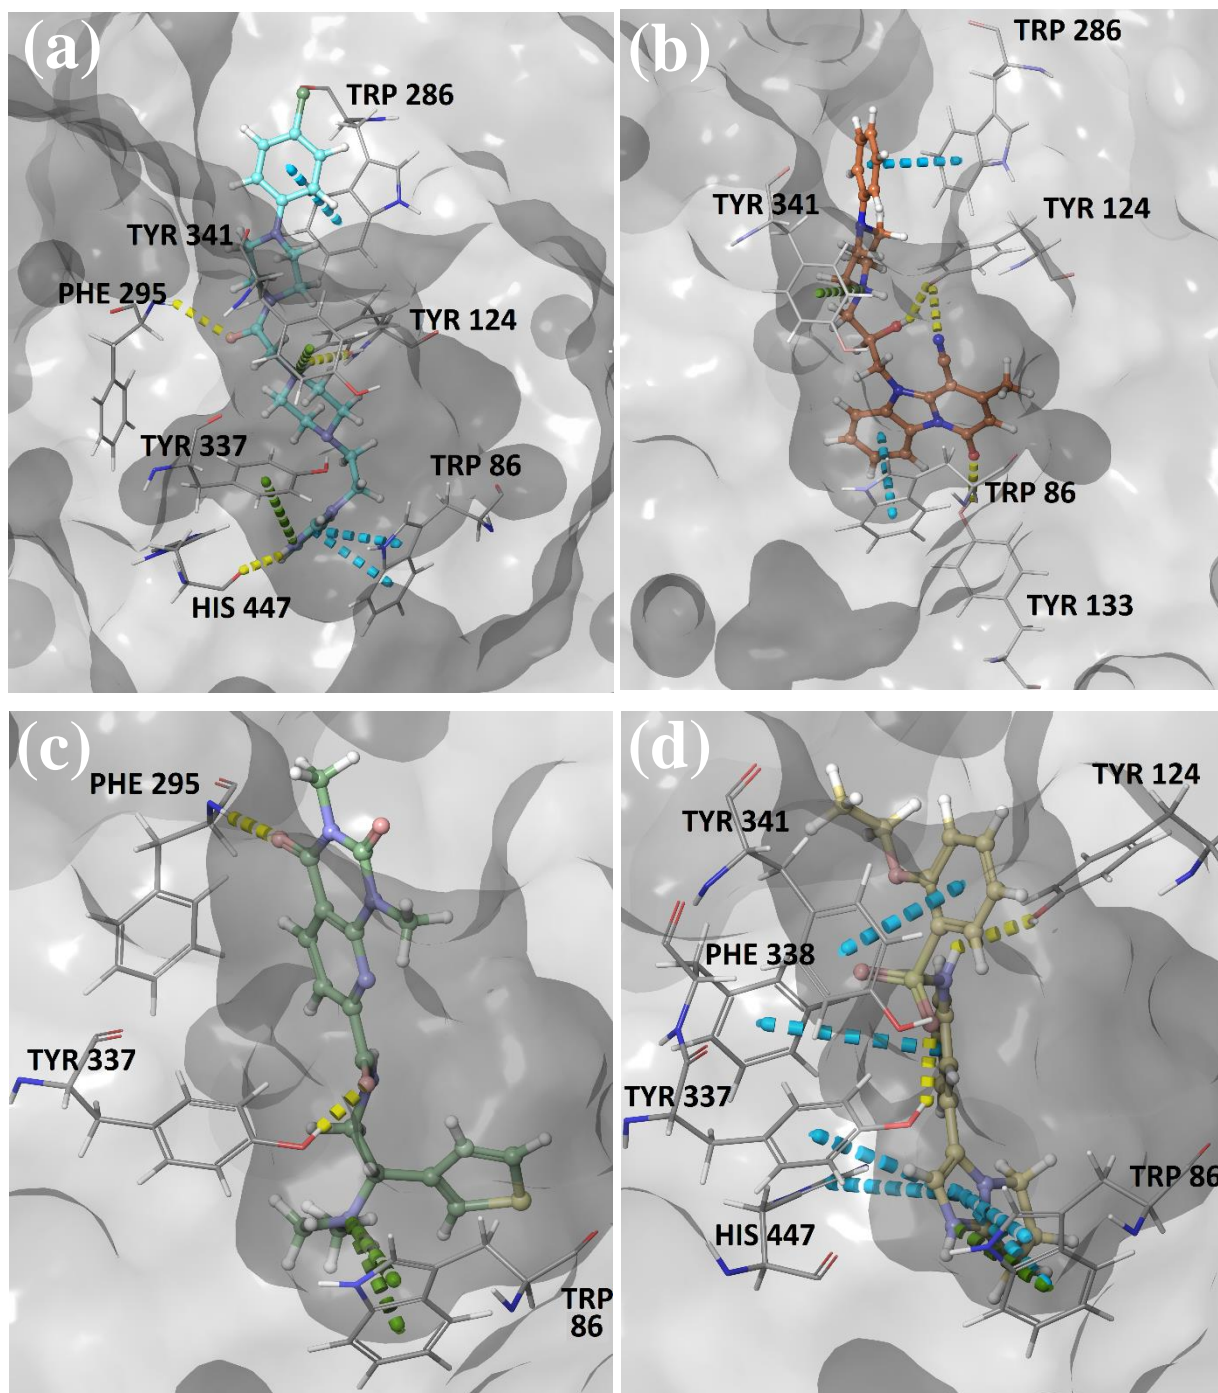 (a)
TRP 286
TYR 341
PHE 295
TYR 124
TYR 337
TRP 86
HIS 447
(b)
TRP 286
TYR 341
TYR 124
TRP 86
TYR 133
(c)
PHE 295
TYR 337
TRP
86
(d)
TYR 124
TYR 341
PHE 338
TYR 337
TRP 86
HIS 447